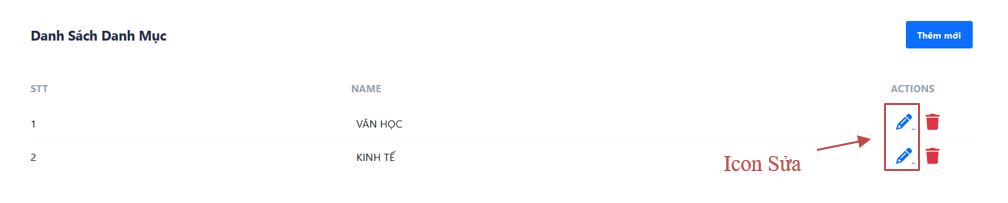 Danh Sách Danh Mục
Thêm mới
STT NAME ACTIONS
1 VĂN HỌC
2 KINH TẾ
Icon Sửa